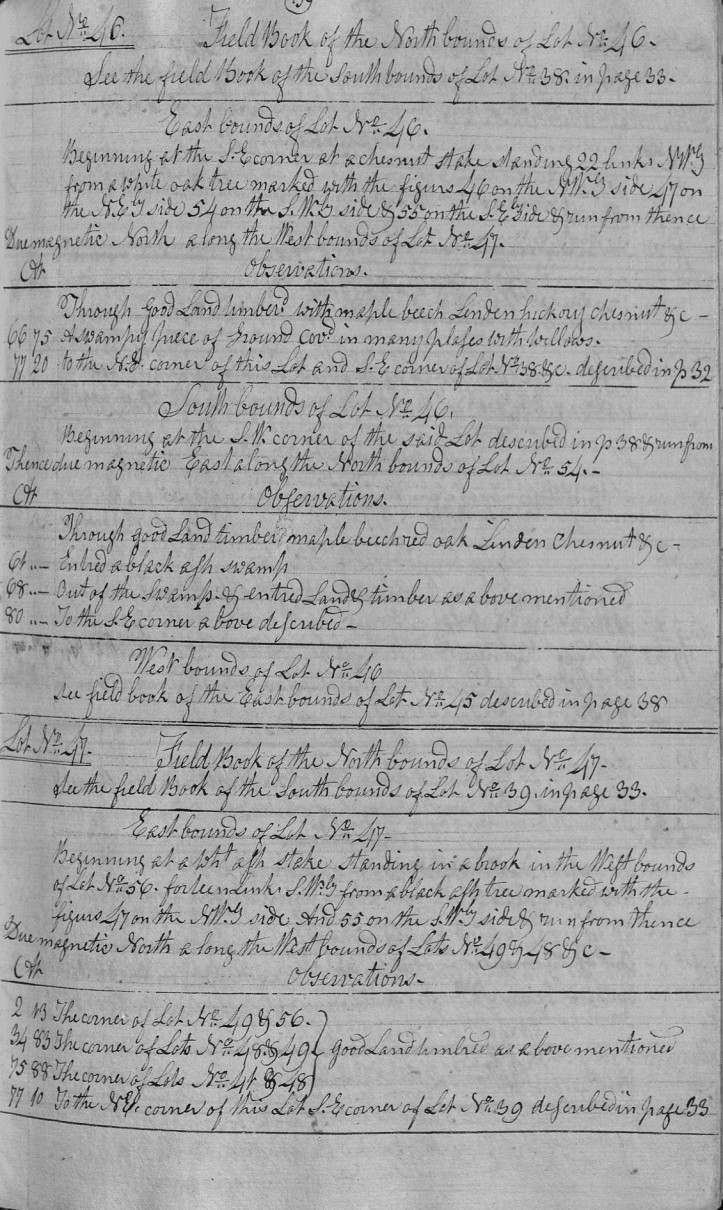 39
Lot No. 46. Field Book of the North bounds of Lot No. 46.
See the field Book of the South bounds of Lot No. 38. in page 33.
East bounds of Lot No. 46.
Beginning at the S.E corner at a chesnut stake standing 22 links N.W.ly
from a white oak tree marked with the figurs 46 on the N.W.ly side 47 on
the N.E.ly side 54 on the S.W.ly side & 55 on the S.E.ly side & run from thence
Due magnetic North along the West bounds of Lot No. 47.
Ch Observations.
Through good Land timberd with maple beech Linden hickory chesnut &c –
66 75 A swampy piece of ground Covd in many plases with willows.
77 20 to the N.E. corner of this Lot and S.E corner of Lot No. 38. &c. described in p 32
South bounds of Lot No. 46.
Beginning at the S.W. corner of the said Lot described in p 38 & run from
Thence due magnetic East along the North bounds of Lot No. 54. –
Ch Observations.
Through good Land timberd maple beech red oak Linden Chesnut &c –
61 .. – Entred a black ash swamp
68 .. – Out of the Swamp & entred Land & timber as above mentioned
80 .. – To the S.E corner above described –
West bounds of Lot No. 46
see field book of the East bounds of Lot No. 45 described in page 38
Lot No. 47. Field Book of the North bounds of Lot No. 47.
See the field Book of the South bounds of Lot No. 39. in page 33.
East bounds of Lot No. 47 –
Beginning at a Wht ash stake standing in a brook in the West bounds
of Lot No. 56. forteen Links S.W.ly from a black ash tree marked with the
figurs 47 on the N.W.ly side And 55 on the S.W.ly side & run from thence
Due magnetic North along the West bounds of Lots No. 49 & 48 &c –
Ch Observations –
2 13 The corner of Lot No. 49 & 56.
34 83 The corner of Lots No. 48. & 49 good Land timbred as above mentioned
75 88 The corner of Lots No. 41 & 48
77 10 To the N.E. corner of this Lot S.E corner of Lot No. 39 described in page 33